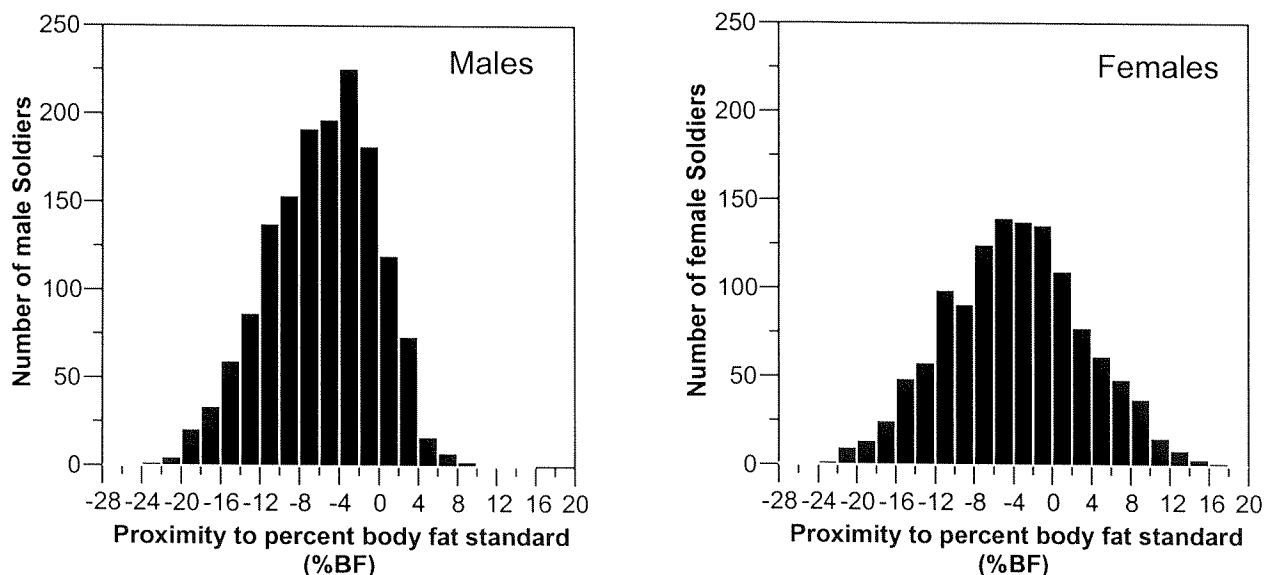 250
200
150
100
50
0
Number of male Soldiers
Males
-28 -24 -20 -16 -12 -8 -4 0 4 8 12 16 20
Proximity to percent body fat standard
(%BF)
250
200
150
100
50
0
Number of female Soldiers
Females
-28 -24 -20 -16 -12 -8 -4 0 4 8 12 16 20
Proximity to percent body fat standard
(%BF)